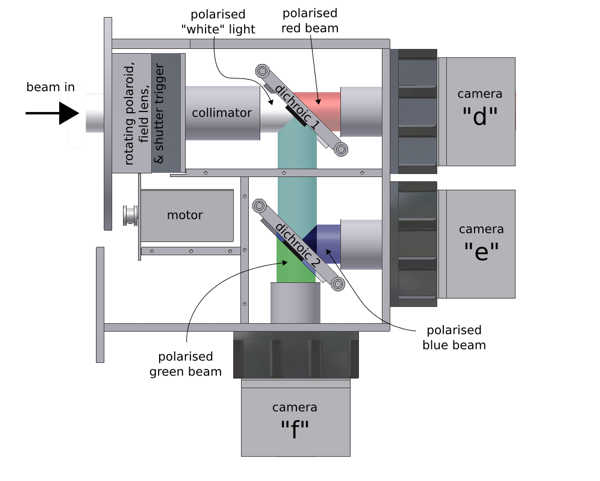 polarised
"white" light
polarised
red beam
beam in
rotating polaroid,
field lens,
& shutter trigger
collimator
dichroic 1
camera
"d"
motor
dichroic 2
camera
"e"
polarised
green beam
polarised
blue beam
camera
"f"